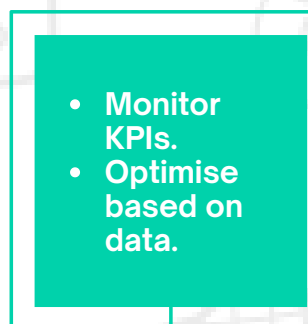 • Monitor
KPIs.
• Optimise
based on
data.